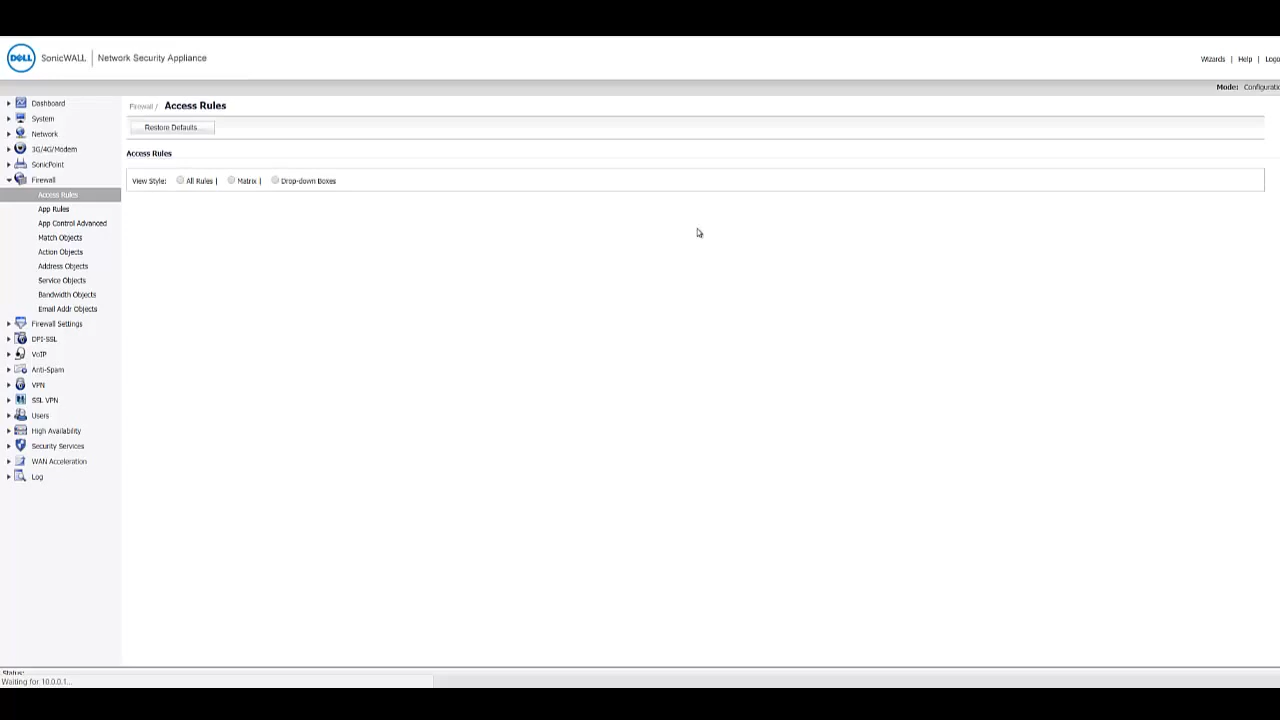 DELL SonicWALL | Network Security Appliance
Wizards | Help | Logo
Mode: Configuratio
Dashboard
System
Network
3G/4G/Modem
SonicPoint
Firewall
Access Rules
App Rules
App Control Advanced
Match Objects
Action Objects
Address Objects
Service Objects
Bandwidth Objects
Email Addr Objects
Firewall Settings
DPI-SSL
VoIP
Anti-Spam
VPN
SSL VPN
Users
High Availability
Security Services
WAN Acceleration
Log
Firewall / Access Rules
Restore Defaults
Access Rules
View Style: All Rules | Matrix | Drop-down Boxes
Status:
Waiting for 10.0.0.1...